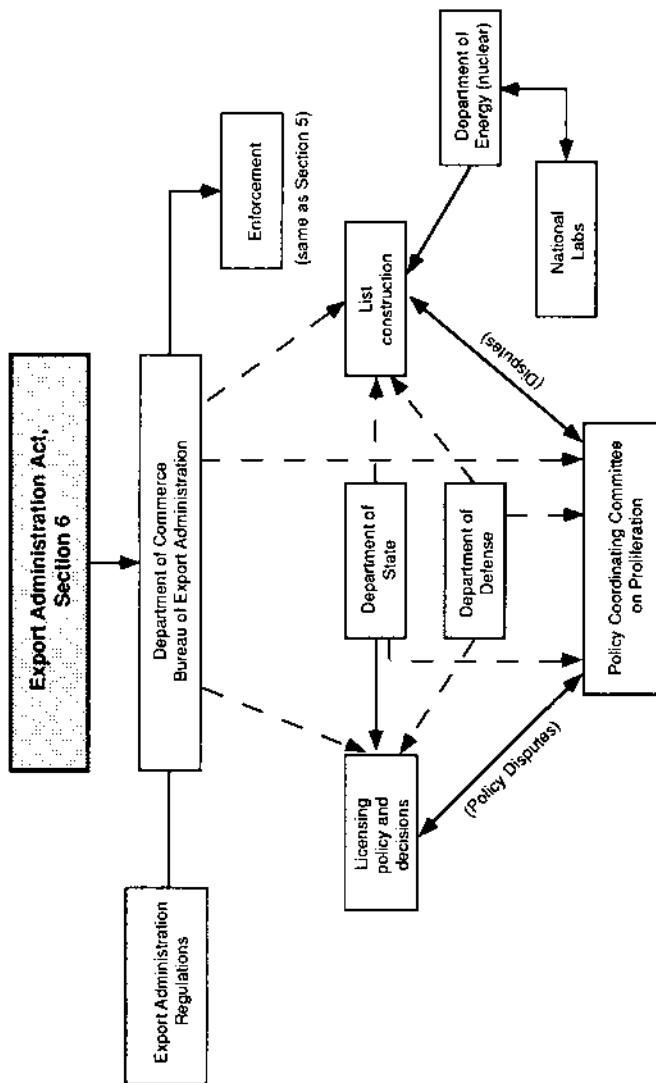 Export Administration Act,
Section 6
Export Administration
Regulations
Department of Commerce
Bureau of Export Administration
Enforcement
(same as Section 5)
Licensing
policy and
decisions
Department of
State
List
construction
Department of
Defense
Department of
Energy (nuclear)
(Policy Disputes)
(Disputes)
National
Labs
Policy Coordinating Committee
on Proliferation